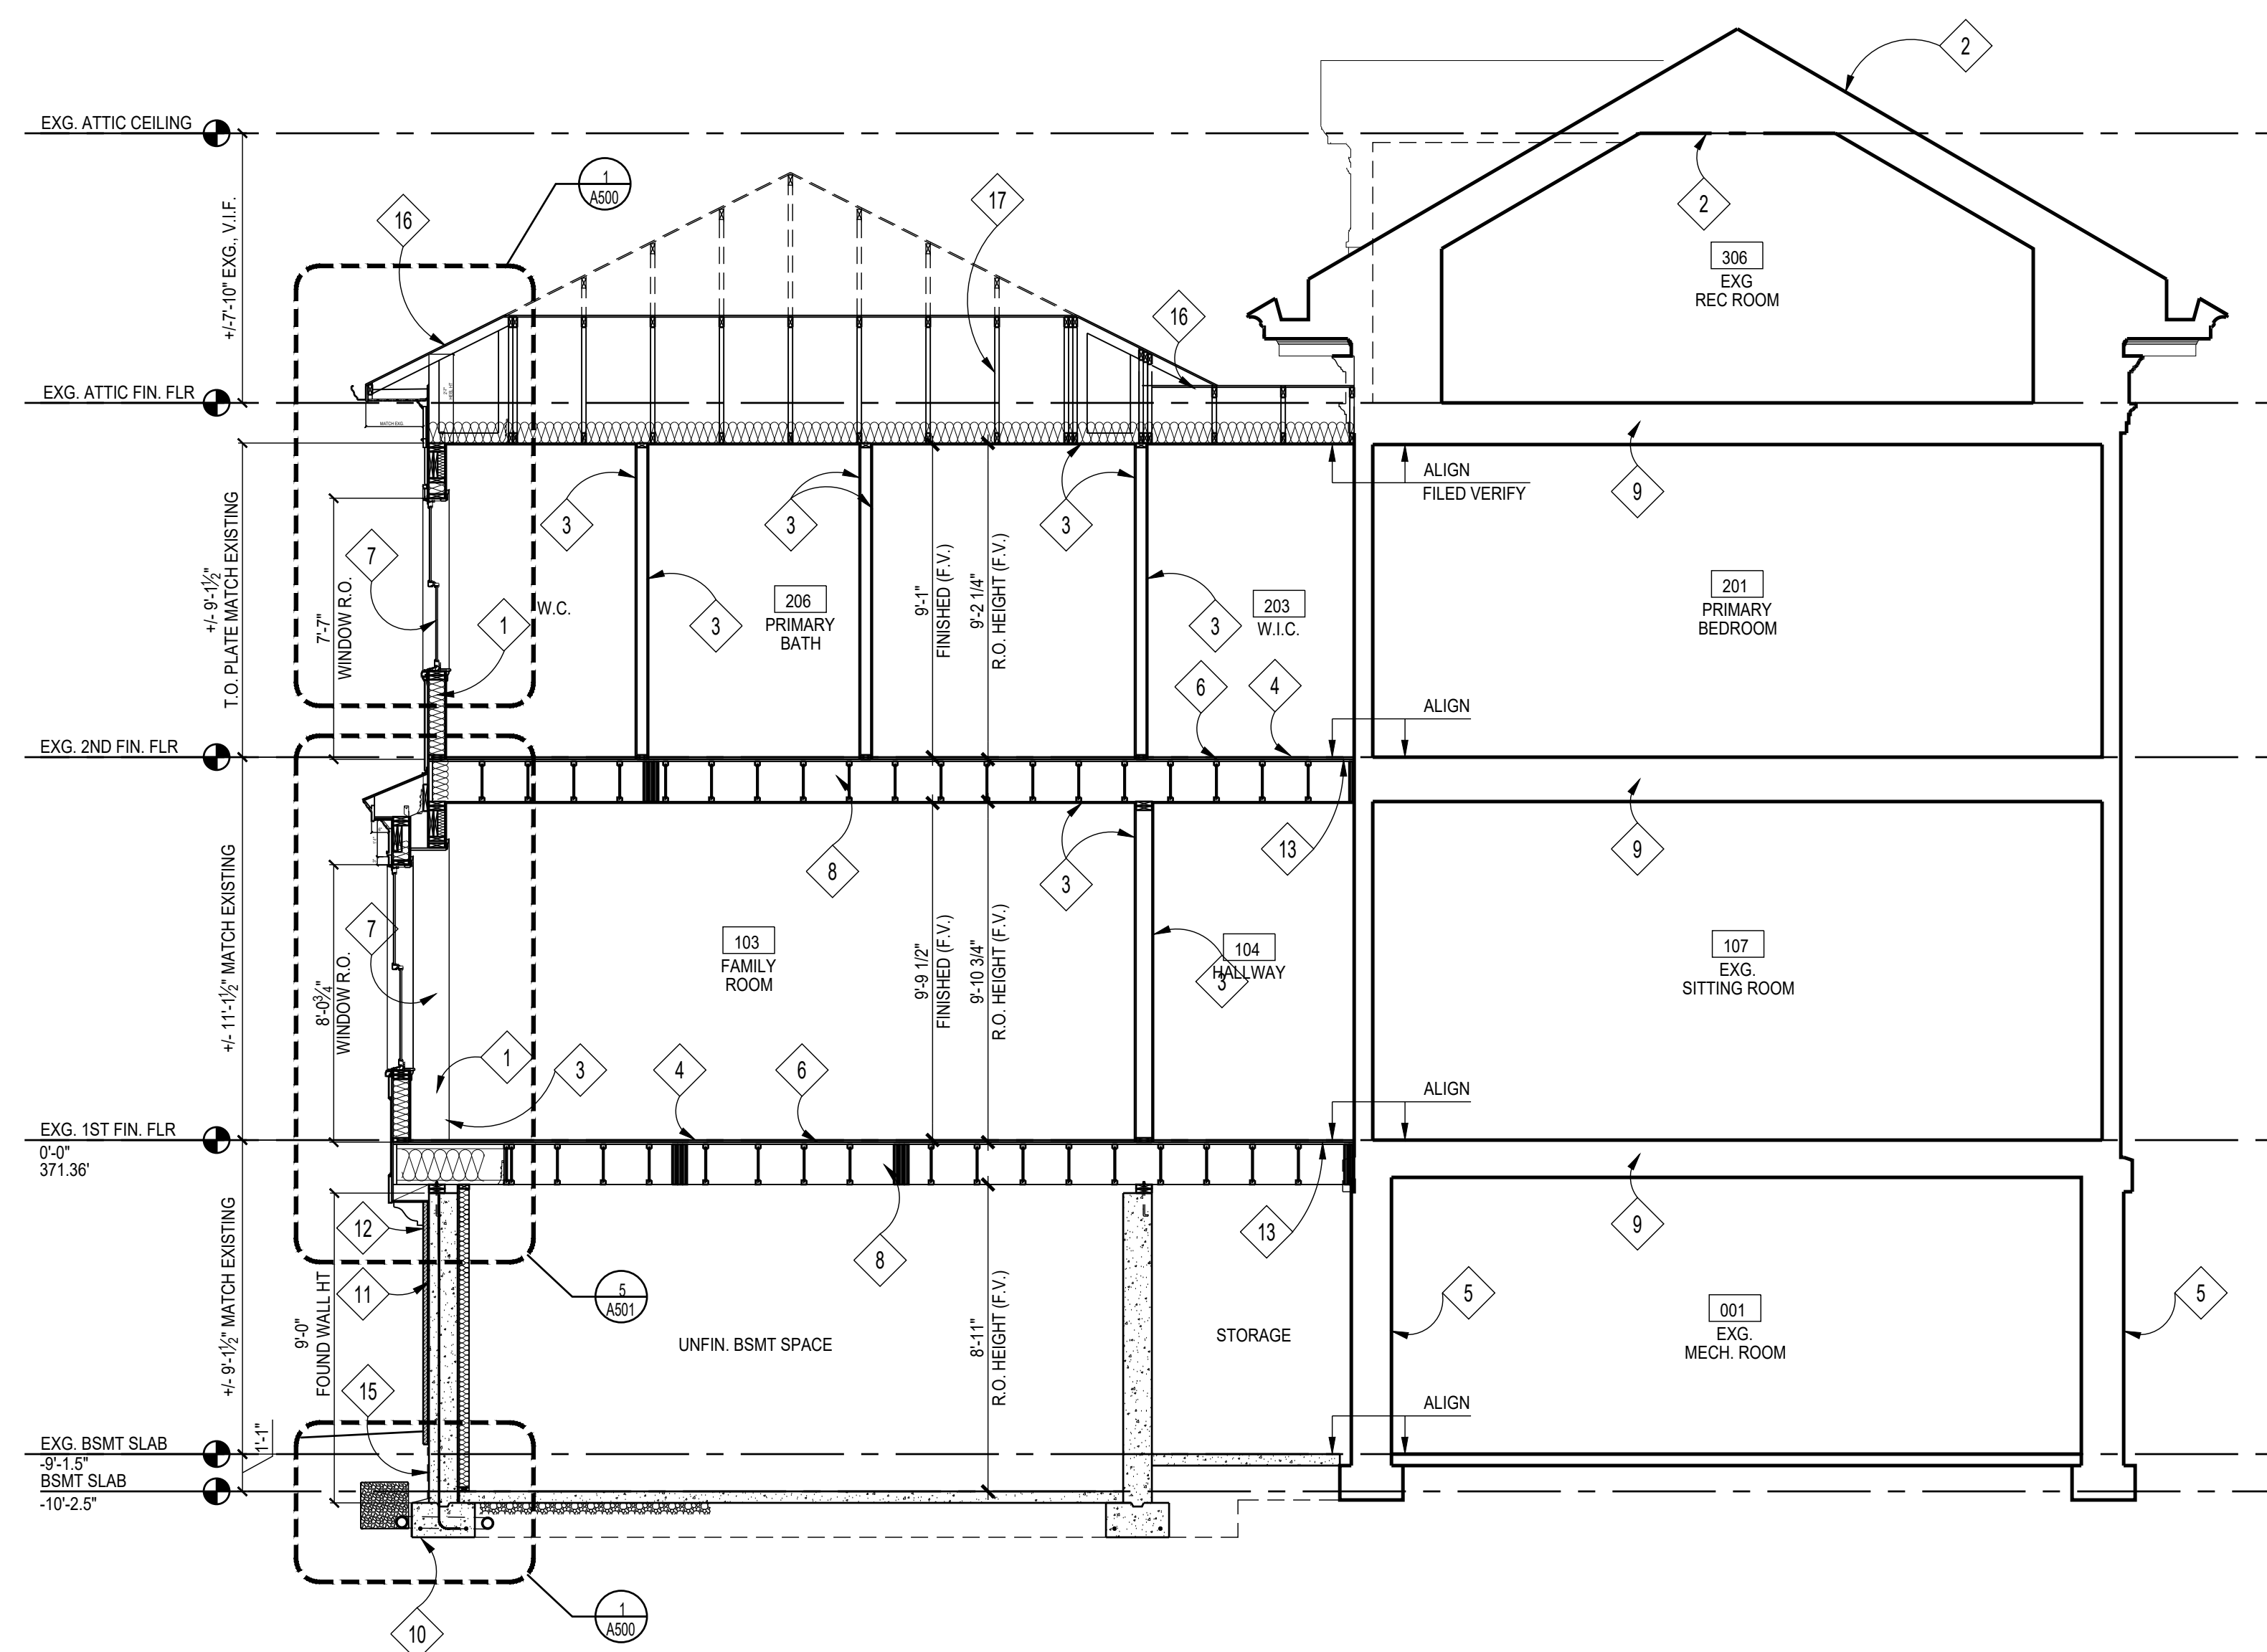 2
EXG. ATTIC CEILING
1
A500
16
17
2
+/-7'-10" EXG., V.I.F.
306
EXG
REC ROOM
16
EXG. ATTIC FIN. FLR
MATCH EXG.
ALIGN
FILED VERIFY
9
3
3
3
7
+/- 9'-1½"
T.O. PLATE MATCH EXISTING
7'-7"
WINDOW R.O.
1
W.C.
3
206
PRIMARY
BATH
9'-1"
FINISHED (F.V.)
9'-2 1/4"
R.O. HEIGHT (F.V.)
3
203
W.I.C.
201
PRIMARY
BEDROOM
6
4
ALIGN
EXG. 2ND FIN. FLR
8
3
13
9
+/- 11'-1½" MATCH EXISTING
8'-0¾"
WINDOW R.O.
7
103
FAMILY
ROOM
9'-9 1/2"
FINISHED (F.V.)
9'-10 3/4"
R.O. HEIGHT (F.V.)
104
HALLWAY
3
107
EXG.
SITTING ROOM
1
3
4
6
ALIGN
EXG. 1ST FIN. FLR
0'-0"
371.36'
12
8
13
9
11
5
A501
+/- 9'-1½" MATCH EXISTING
9'-0"
FOUND WALL HT
UNFIN. BSMT SPACE
8'-11"
R.O. HEIGHT (F.V.)
STORAGE
5
001
EXG.
MECH. ROOM
5
15
ALIGN
1'-1"
EXG. BSMT SLAB
-9'-1.5"
BSMT SLAB
-10'-2.5"
10
1
A500